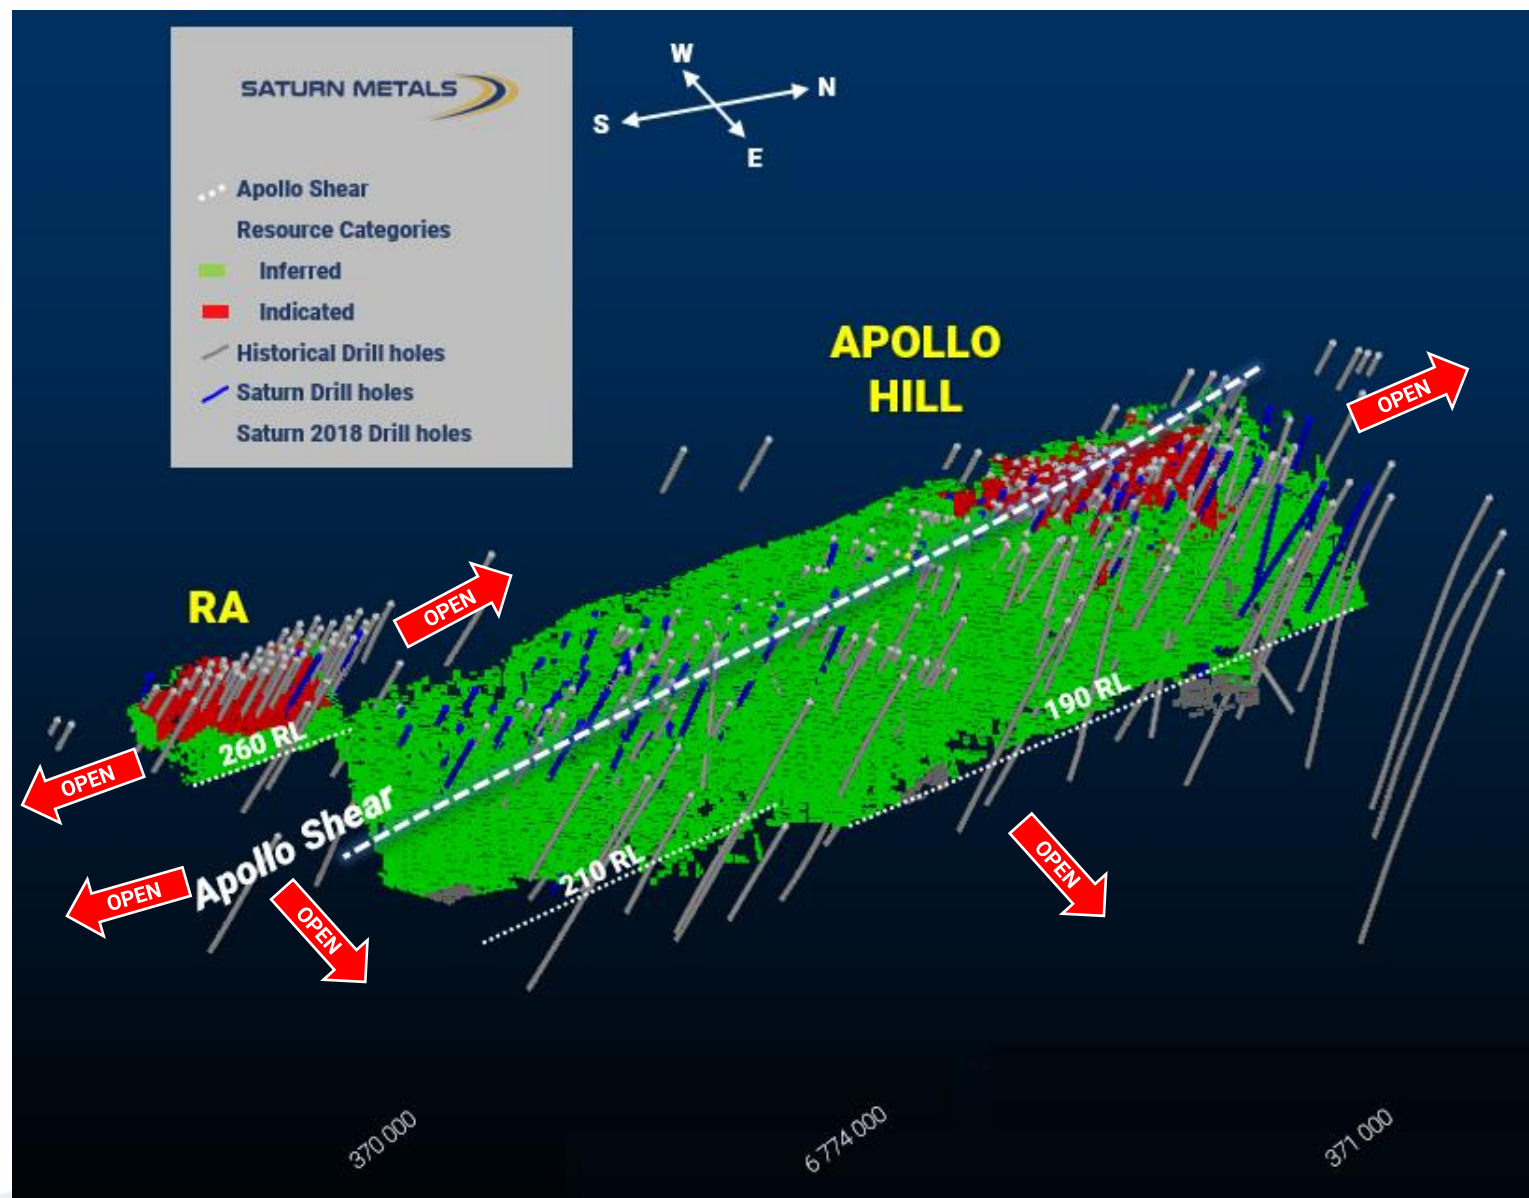 SATURN METALS
Apollo Shear
Resource Categories
Inferred
Indicated
Historical Drill holes
Saturn Drill holes
Saturn 2018 Drill holes
W
N
S
E
APOLLO
HILL
OPEN
RA
OPEN
260 RL
190 RL
OPEN
Apollo Shear
210 RL
OPEN
OPEN
OPEN
370 000
6 774 000
371 000